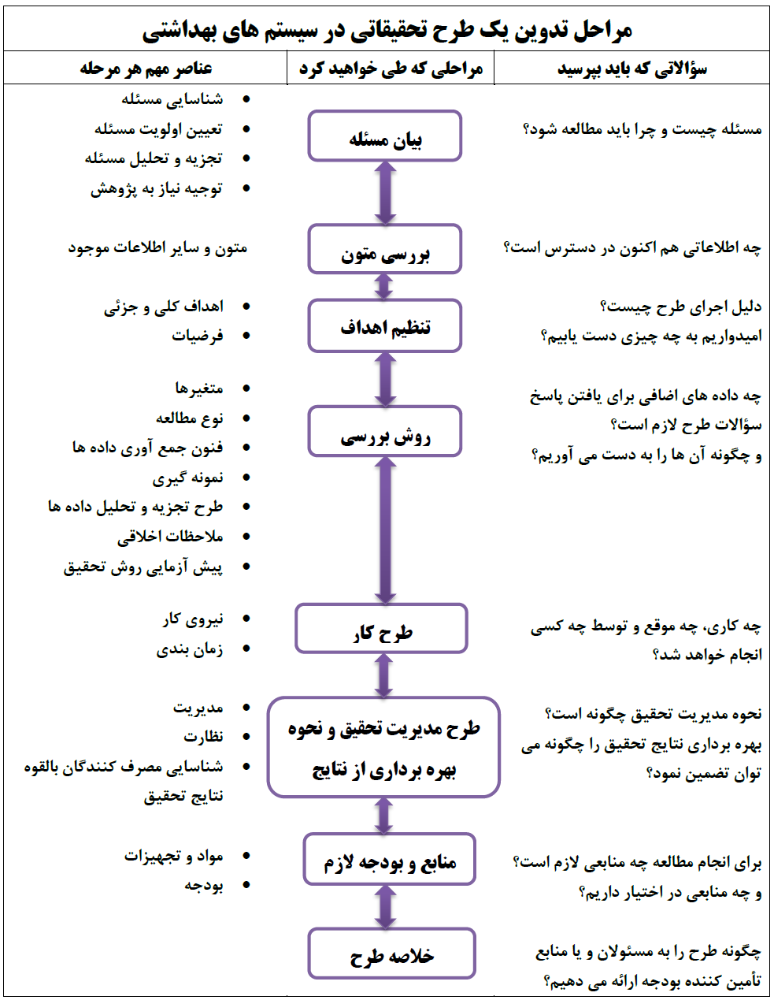 مراحل تدوین یک طرح تحقیقاتی در سیستم های بهداشتی
سؤالاتی که باید بپرسید
مراحلی که طی خواهید کرد
عناصر مهم هر مرحله
مسئله چیست و چرا باید مطالعه شود؟
بیان مسئله
• شناسایی مسئله
• تعیین اولویت مسئله
• تجزیه و تحلیل مسئله
• توجیه نیاز به پژوهش
چه اطلاعاتی هم اکنون در دسترس است؟
بررسی متون
متون و سایر اطلاعات موجود
دلیل اجرای طرح چیست؟
امیدواریم به چه چیزی دست یابیم؟
تنظیم اهداف
• اهداف کلی و جزئی
• فرضیات
چه داده های اضافی برای یافتن پاسخ
سؤالات طرح لازم است؟
و چگونه آن ها را به دست می آوریم؟
روش بررسی
• متغیرها
• نوع مطالعه
• فنون جمع آوری داده ها
• نمونه گیری
• طرح تجزیه و تحلیل داده ها
• ملاحظات اخلاقی
• پیش آزمایی روش تحقیق
چه کاری، چه موقع و توسط چه کسی
انجام خواهد شد؟
طرح کار
• نیروی کار
• زمان بندی
نحوه مدیریت تحقیق چگونه است؟
بهره برداری نتایج تحقیق را چگونه می
توان تضمین نمود؟
طرح مدیریت تحقیق و نحوه
بهره برداری از نتایج
• مدیریت
• نظارت
• شناسایی مصرف کنندگان بالقوه
نتایج تحقیق
برای انجام مطالعه چه منابعی لازم است؟
و چه منابعی در اختیار داریم؟
منابع و بودجه لازم
• مواد و تجهیزات
• بودجه
چگونه طرح را به مسئولان و یا منابع
تأمین کننده بودجه ارائه می دهیم؟
خلاصه طرح